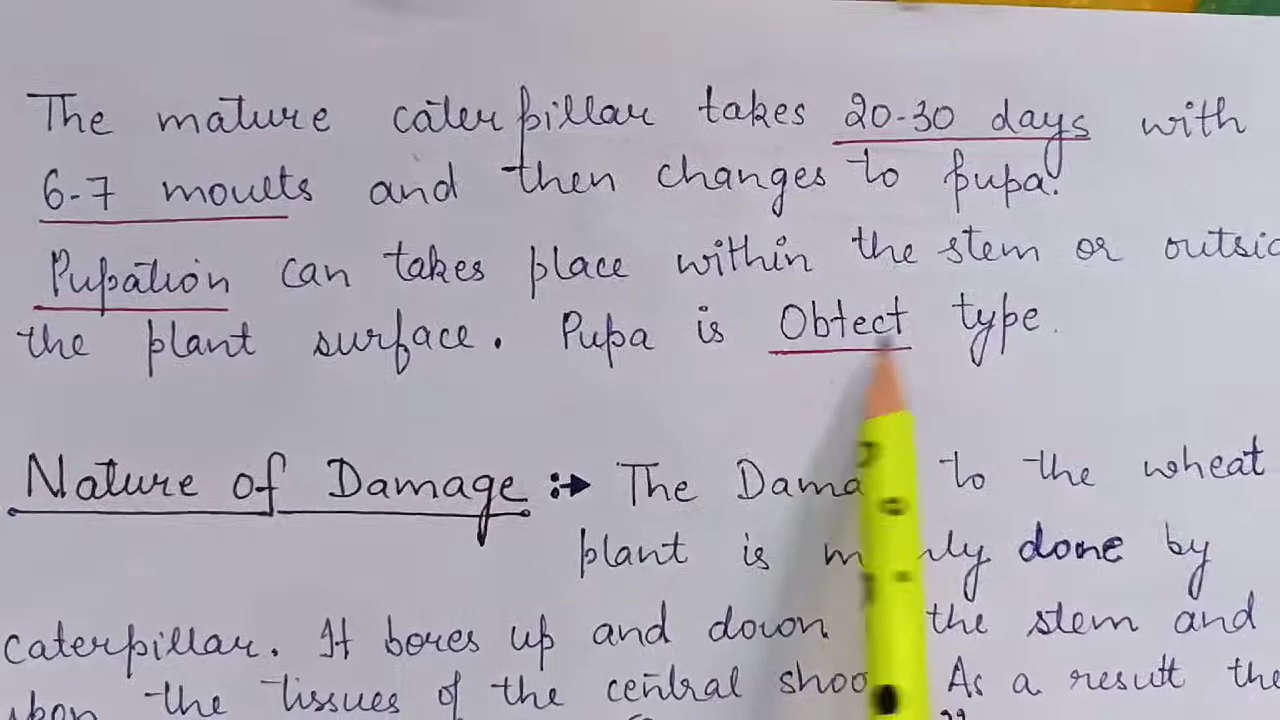 The mature caterpillar takes 20-30 days with
6-7 moults and then changes to pupa.
Pupation can takes place within the stem or
the plant surface. Pupa is Obtect type.
Nature of Damage :→ The to the wheat
plant is done by
caterpillar. It bores up and down the stem and
upon the tissues of the central As a result the